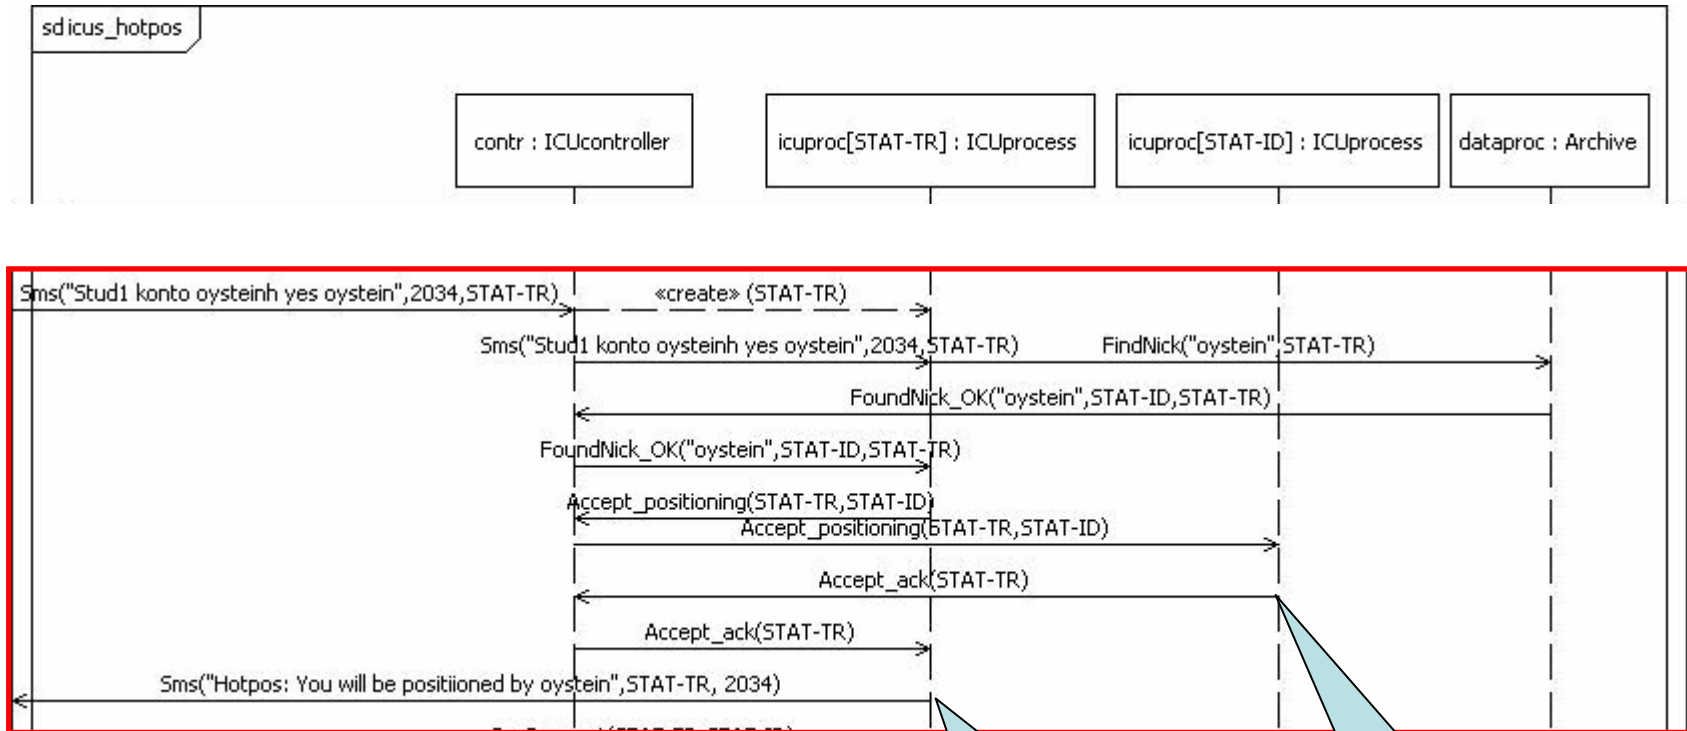 sd icus_hotpos
contr : ICUcontroller
icuproc[STAT-TR] : ICUprocess
icuproc[STAT-ID] : ICUprocess
dataproc : Archive
Sms("Stud1 konto oysteinh yes oystein",2034,STAT-TR)
«create» (STAT-TR)
Sms("Stud1 konto oysteinh yes oystein",2034,STAT-TR)
FindNick("oystein",STAT-TR)
FoundNick_OK("oystein",STAT-ID,STAT-TR)
FoundNick_OK("oystein",STAT-ID,STAT-TR)
Accept_positioning(STAT-TR,STAT-ID)
Accept_positioning(STAT-TR,STAT-ID)
Accept_ack(STAT-TR)
Accept_ack(STAT-TR)
Sms("Hotpos: You will be positiioned by oystein",STAT-TR, 2034)